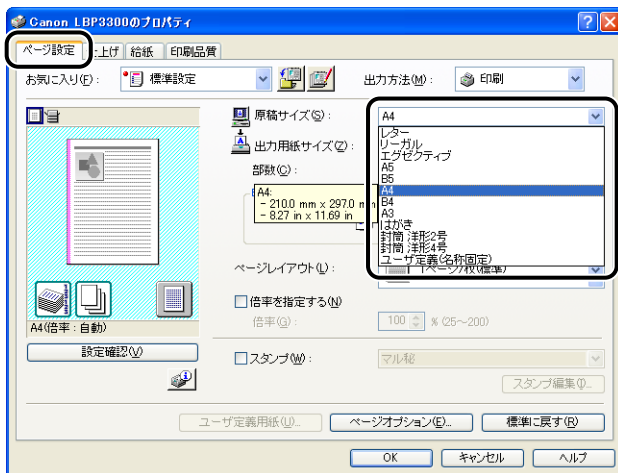 Canon LBP3300のプロパティ
ページ設定 上げ 給紙 印刷品質
お気に入り(F): 標準設定 出力方法(M): 印刷
原稿サイズ(S): A4
出力用紙サイズ(Z):
部数(C):
レター
リーガル
エグゼクティブ
A5
B5
A4
B4
A3
はがき
封筒 洋形2号
封筒 洋形4号
ユーザ定義(名称固定)
A4:
- 210.0 mm x 297.0 mm
- 8.27 in x 11.69 in
ページレイアウト(L): 1ページ/枚(標準)
倍率を指定する(N)
倍率(G): 100 % (25～200)
A4(倍率：自動)
設定確認(V)
スタンプ(W): マル秘
スタンプ編集(I)...
ユーザ定義用紙(U)... ページオプション(E)... 標準に戻す(R)
OK キャンセル ヘルプ